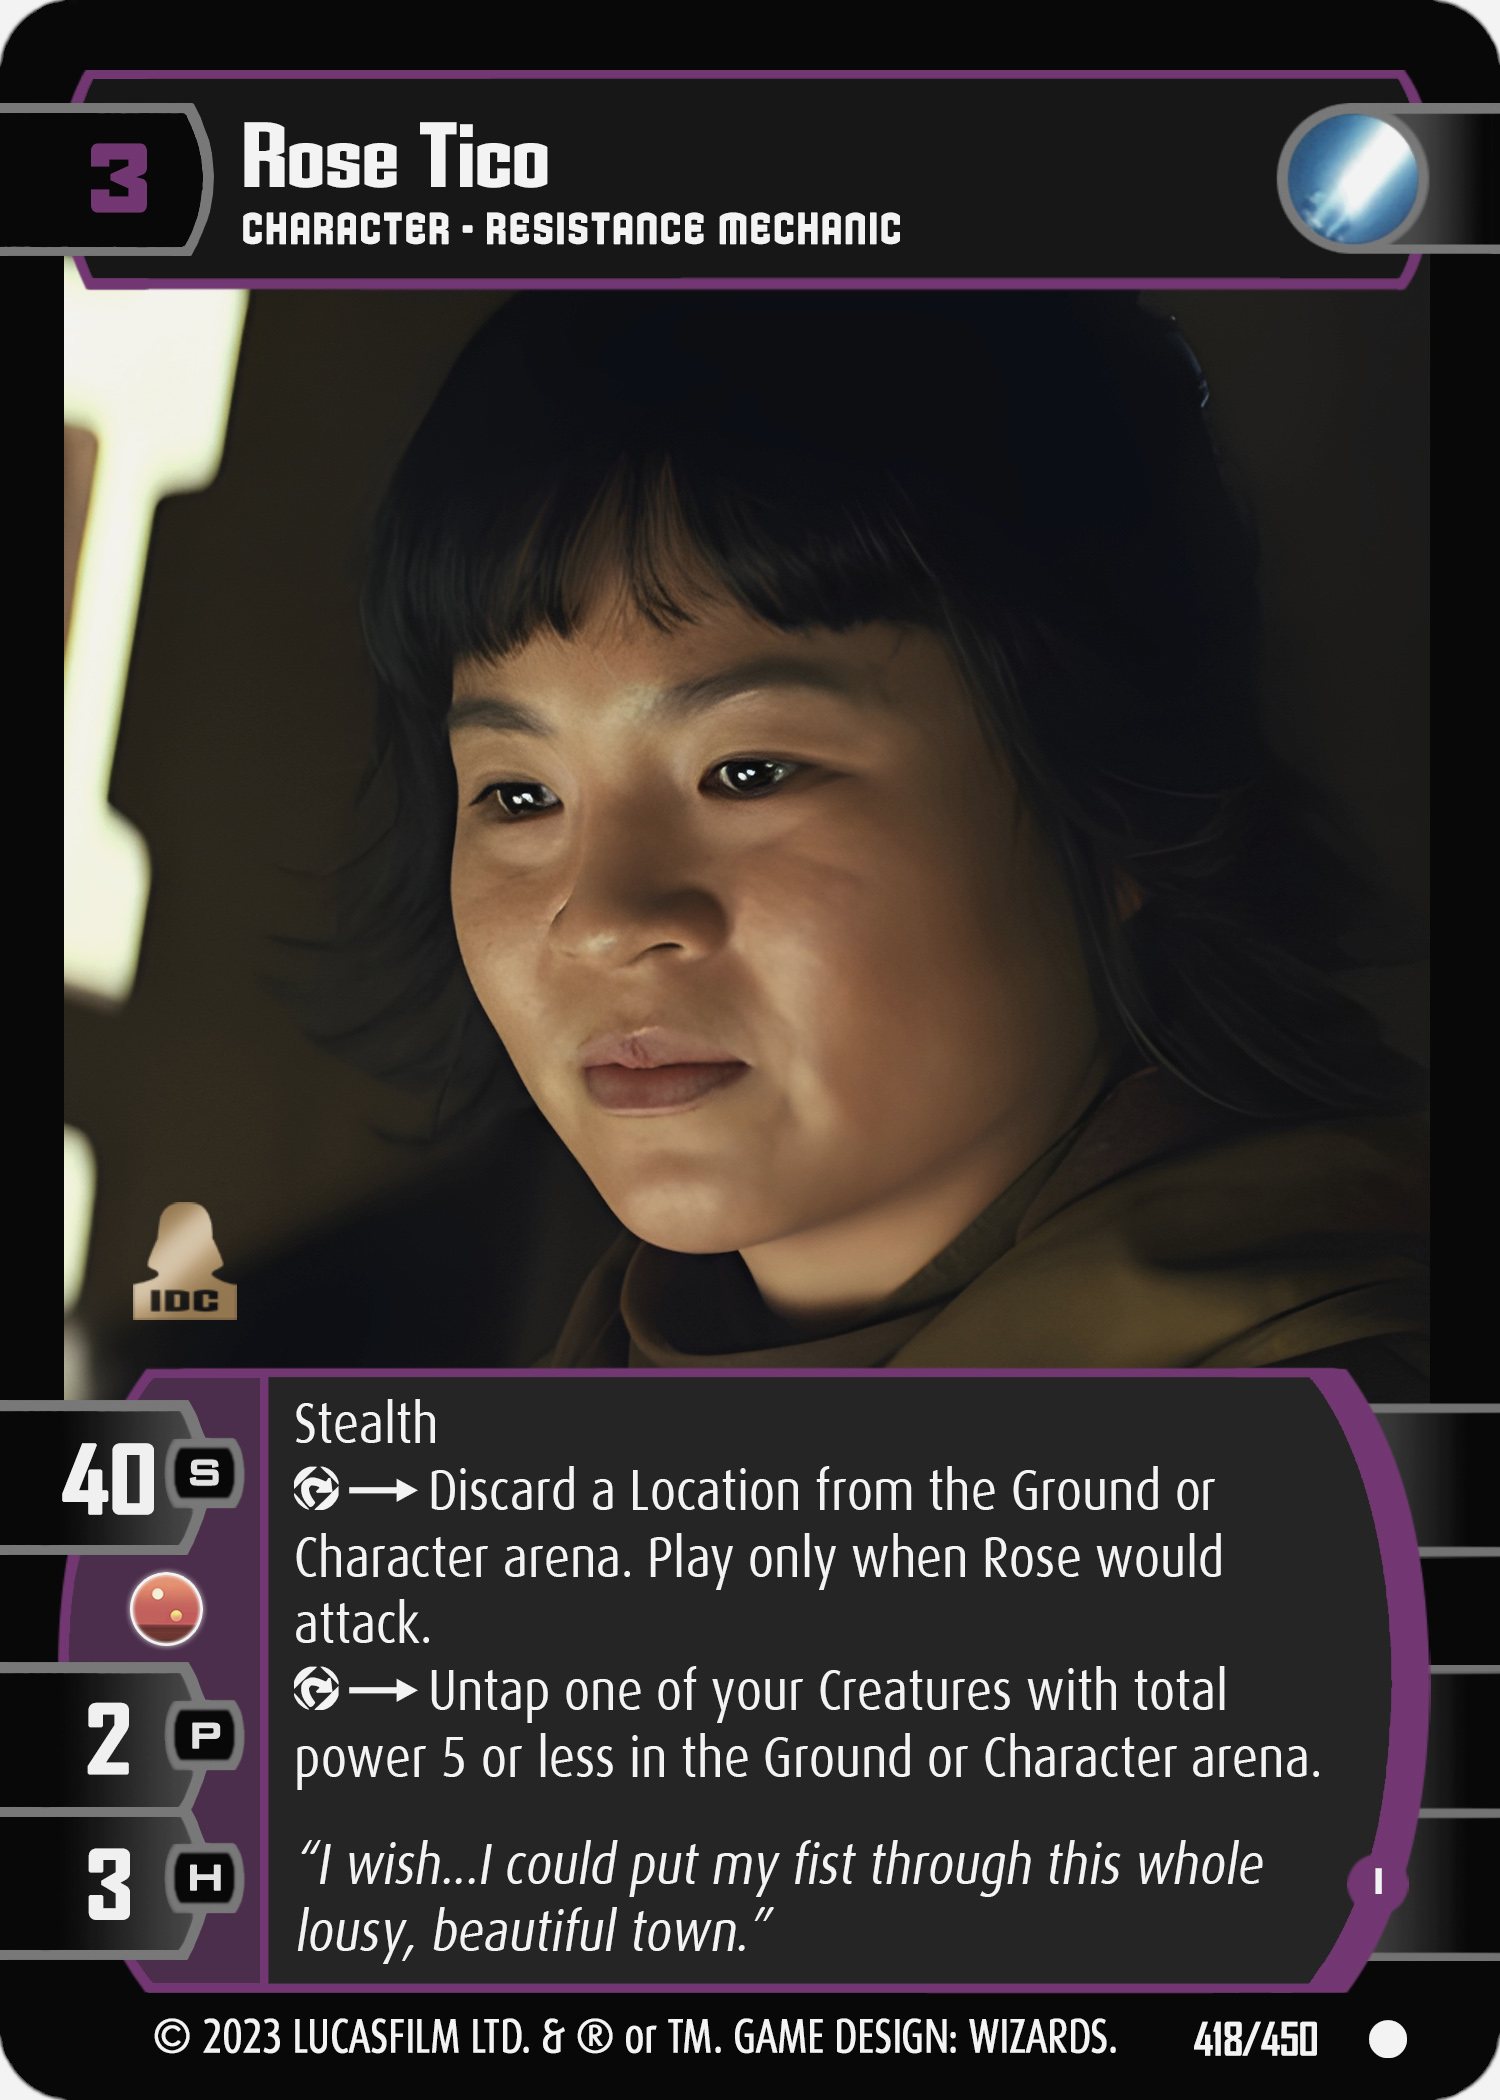 3
Rose Tico
CHARACTER - RESISTANCE MECHANIC
IDC
40 S
2 P
3 H
Stealth
Discard a Location from the Ground or
Character arena. Play only when Rose would
attack.
Untap one of your Creatures with total
power 5 or less in the Ground or Character arena.
“I wish...I could put my fist through this whole
lousy, beautiful town.”
I
© 2023 LUCASFILM LTD. & ® or TM. GAME DESIGN: WIZARDS.
418/450